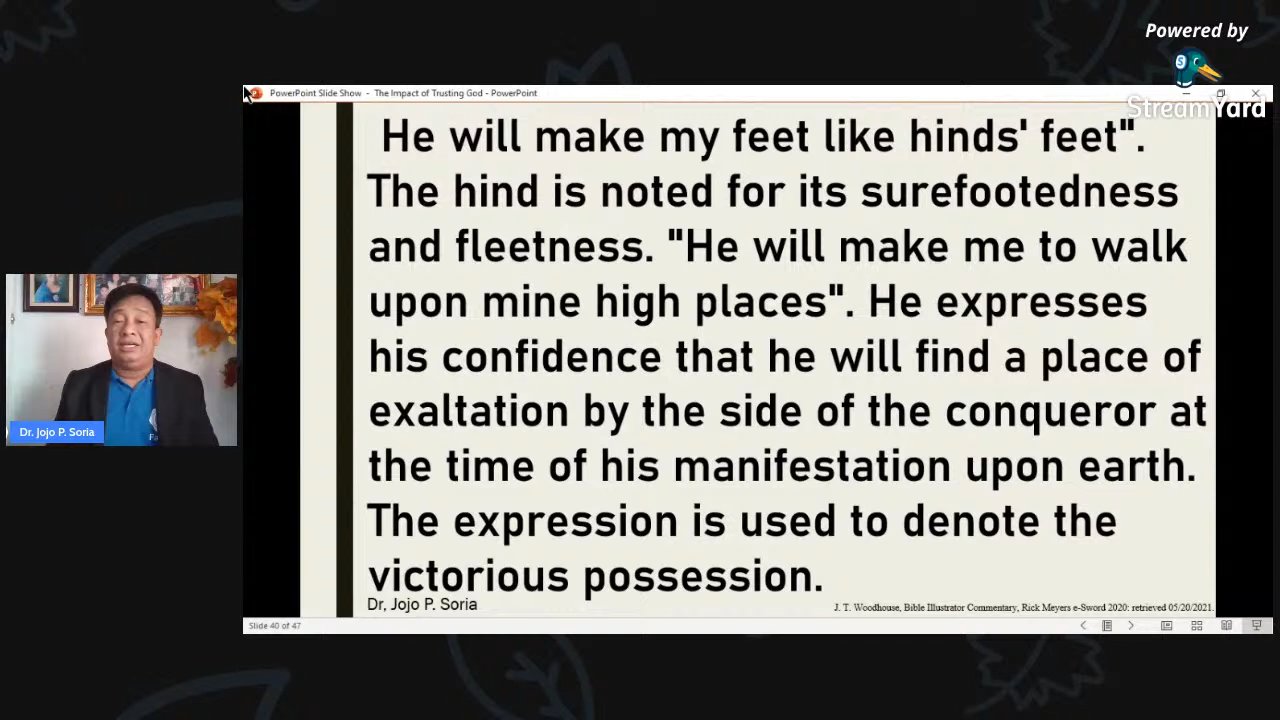 Powered by
StreamYard
PowerPoint Slide Show - The Impact of Trusting God - PowerPoint
He will make my feet like hinds' feet".
The hind is noted for its surefootedness
and fleetness. "He will make me to walk
upon mine high places". He expresses
his confidence that he will find a place of
exaltation by the side of the conqueror at
the time of his manifestation upon earth.
The expression is used to denote the
victorious possession.
Dr, Jojo P. Soria
J. T. Woodhouse, Bible Illustrator Commentary, Rick Meyers e-Sword 2020: retrieved 05/20/2021.
Slide 40 of 47
Dr. Jojo P. Soria